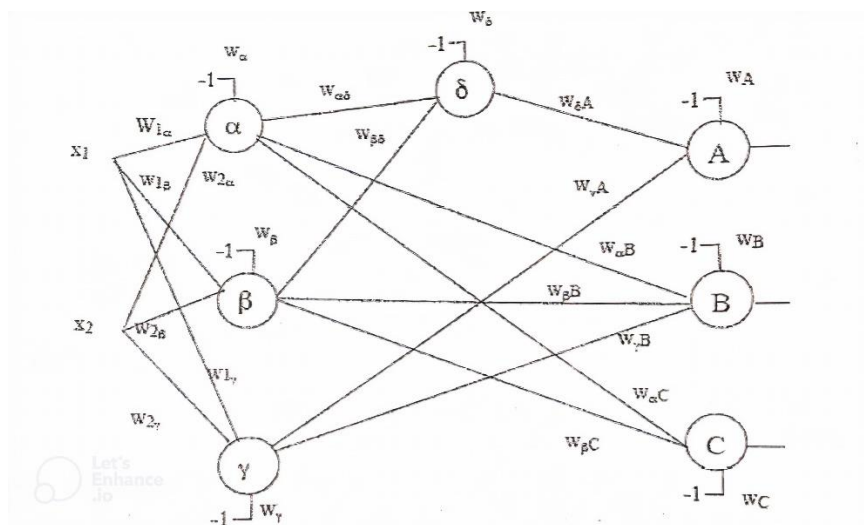 wδ
wα
-1
wA
-1
wαδ
δ
wδA
-1
W1α
α
wβδ
A
x1
w1β
w2α
wγA
wβ
wαB
-1
wB
-1
β
wβB
B
x2
w2β
wγB
w1γ
wαC
w2γ
wβC
C
γ
-1
wC
-1
wγ
Let's
Enhance
.io